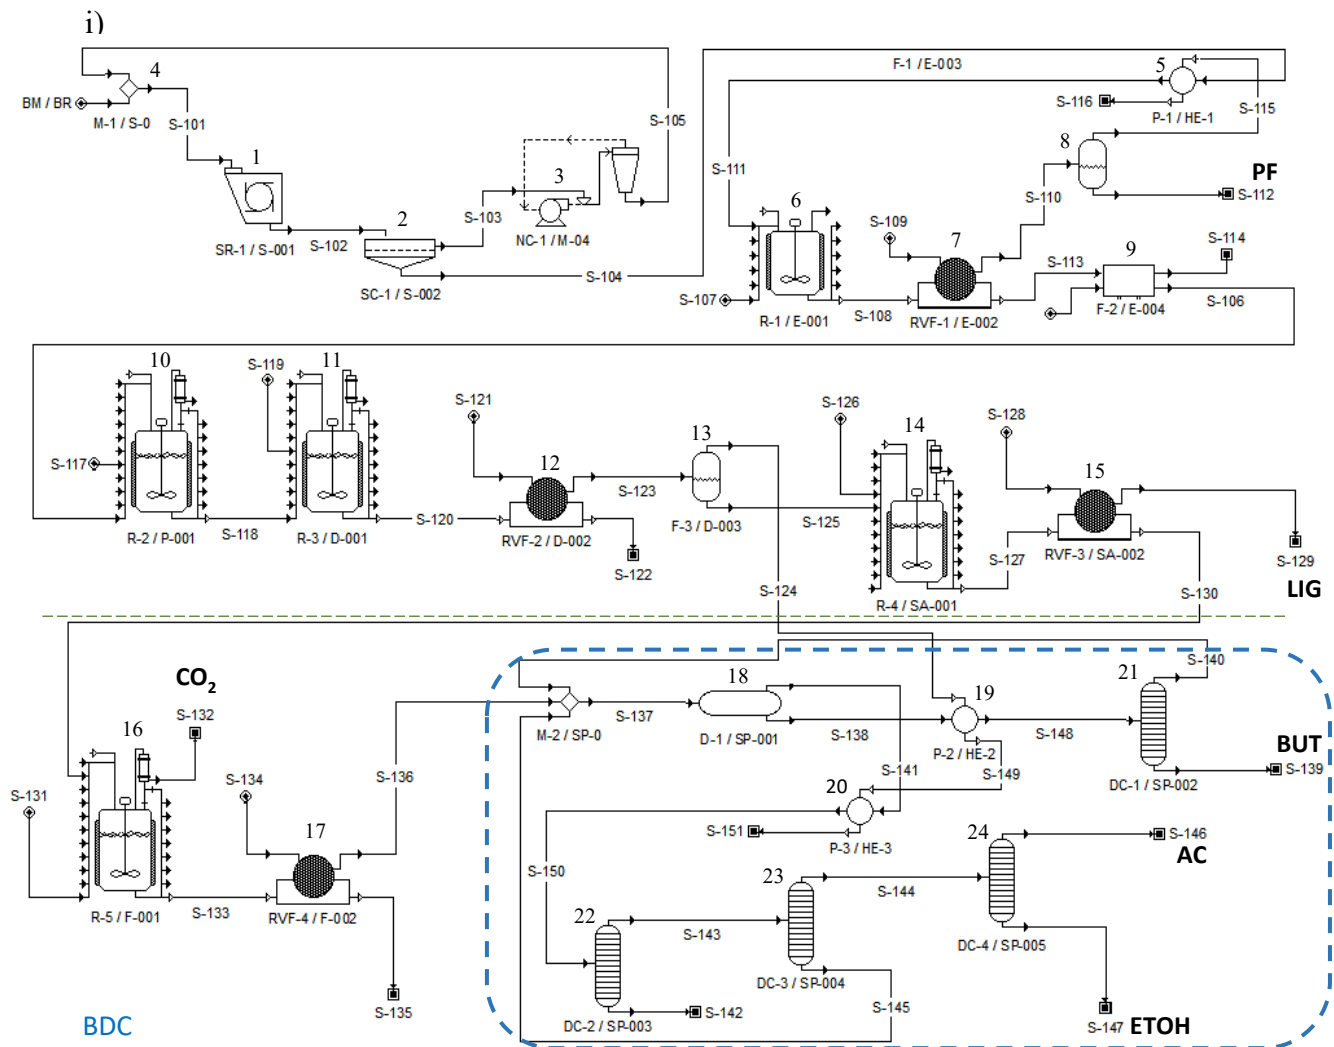 i)
4
BM / BR
M-1 / S-0
S-101
1
SR-1 / S-001
S-102
2
SC-1 / S-002
S-103
3
NC-1 / M-04
S-105
S-104
F-1 / E-003
5
S-116
P-1 / HE-1
S-115
S-111
8
S-110
PF
S-112
6
S-109
7
S-107
R-1 / E-001
S-108
RVF-1 / E-002
S-113
9
S-114
S-106
F-2 / E-004
10
S-117
R-2 / P-001
S-118
S-119
11
R-3 / D-001
S-120
S-121
12
RVF-2 / D-002
S-122
S-123
13
F-3 / D-003
S-124
S-125
S-126
14
R-4 / SA-001
S-127
S-128
15
RVF-3 / SA-002
S-129
LIG
S-130
CO2
S-132
16
S-131
R-5 / F-001
S-133
S-134
17
RVF-4 / F-002
S-135
S-136
M-2 / SP-0
S-137
18
D-1 / SP-001
S-138
S-141
19
P-2 / HE-2
S-149
S-148
S-140
21
DC-1 / SP-002
BUT
S-139
20
S-151
P-3 / HE-3
S-150
22
DC-2 / SP-003
S-142
S-143
23
DC-3 / SP-004
S-145
S-144
24
DC-4 / SP-005
S-146
AC
S-147
ETOH
BDC